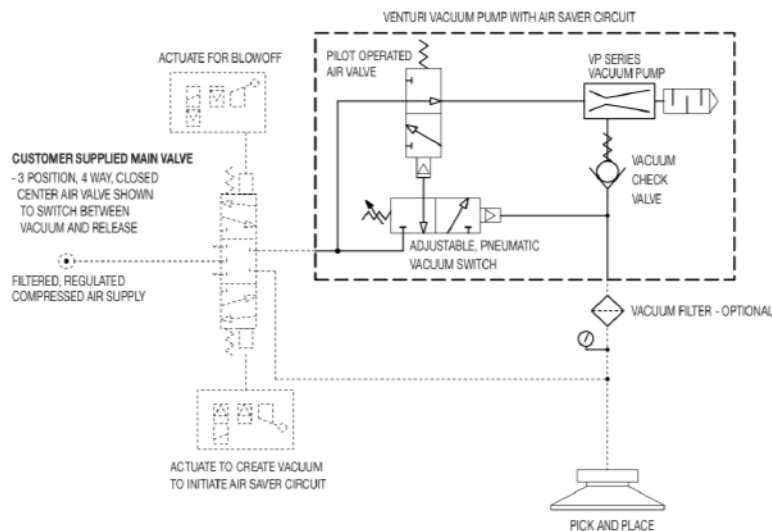 VENTURI VACUUM PUMP WITH AIR SAVER CIRCUIT
ACTUATE FOR BLOWOFF
PILOT OPERATED
AIR VALVE
VP SERIES
VACUUM PUMP
CUSTOMER SUPPLIED MAIN VALVE
- 3 POSITION, 4 WAY, CLOSED
CENTER AIR VALVE SHOWN
TO SWITCH BETWEEN
VACUUM AND RELEASE
VACUUM
CHECK
VALVE
ADJUSTABLE, PNEUMATIC
VACUUM SWITCH
FILTERED, REGULATED
COMPRESSED AIR SUPPLY
VACUUM FILTER - OPTIONAL
ACTUATE TO CREATE VACUUM
TO INITIATE AIR SAVER CIRCUIT
PICK AND PLACE